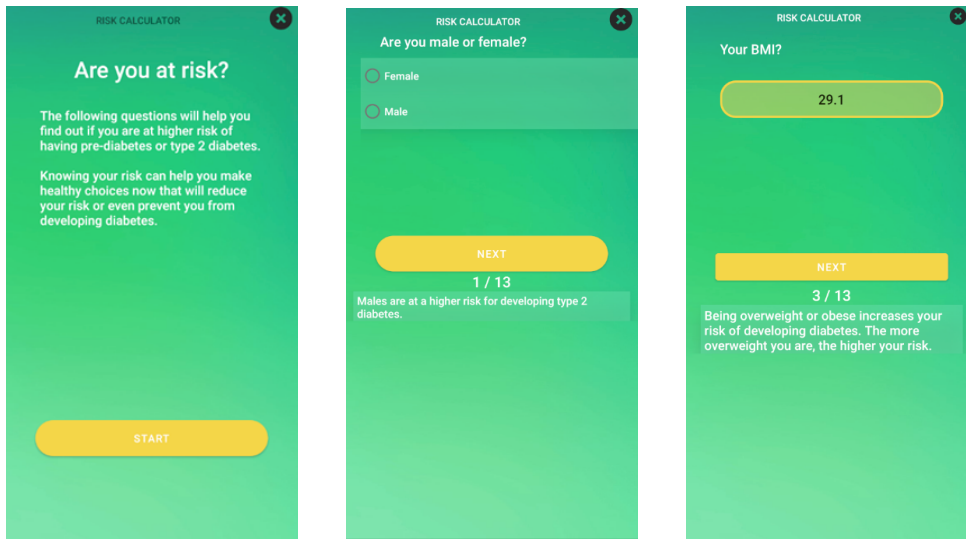 RISK CALCULATOR
Are you at risk?
The following questions will help you
find out if you are at higher risk of
having pre-diabetes or type 2 diabetes.
Knowing your risk can help you make
healthy choices now that will reduce
your risk or even prevent you from
developing diabetes.
START
RISK CALCULATOR
Are you male or female?
Female
Male
NEXT
1 / 13
Males are at a higher risk for developing type 2
diabetes.
RISK CALCULATOR
Your BMI?
29.1
NEXT
3 / 13
Being overweight or obese increases your
risk of developing diabetes. The more
overweight you are, the higher your risk.